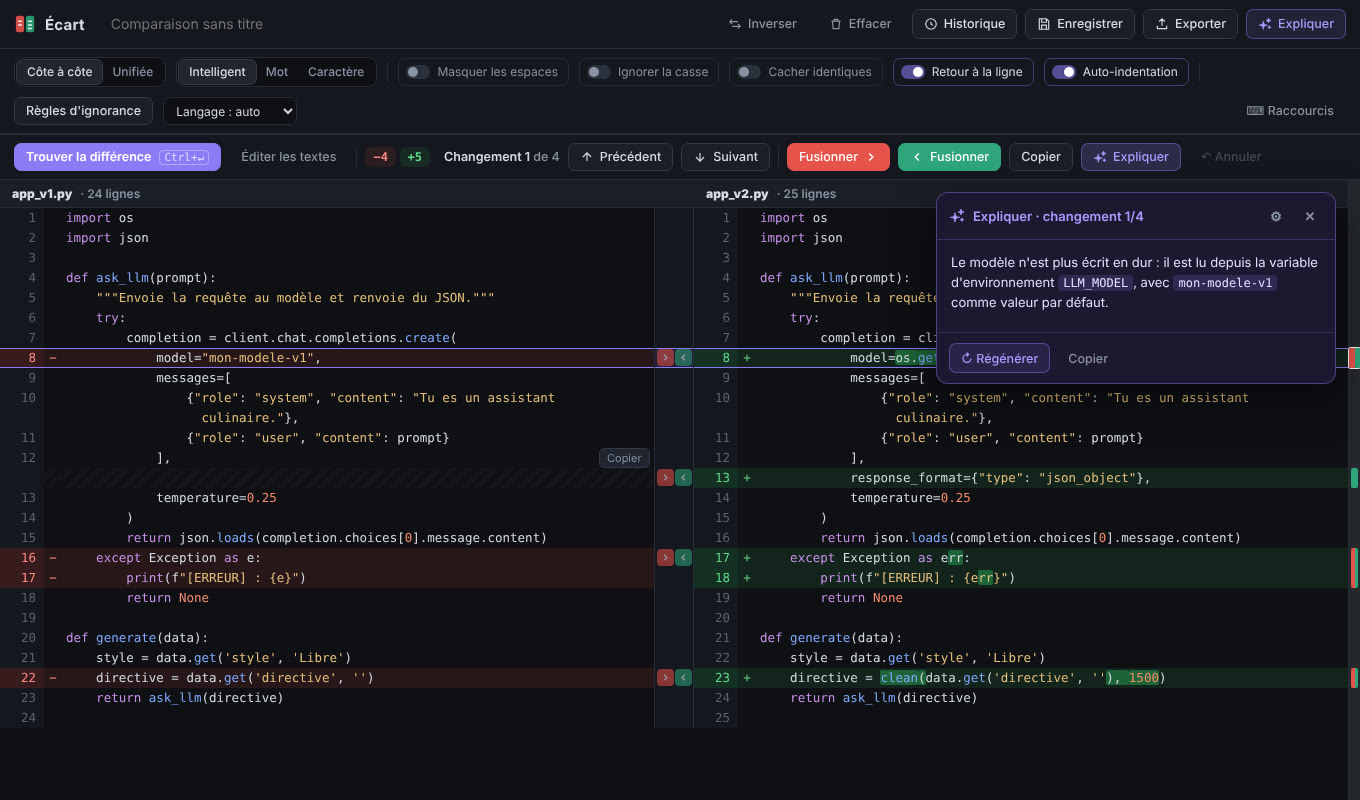 Écart
Comparaison sans titre
Inverser
Effacer
Historique
Enregistrer
Exporter
Expliquer
Côte à côte
Unifiée
Intelligent
Mot
Caractère
Masquer les espaces
Ignorer la casse
Cacher identiques
Retour à la ligne
Auto-indentation
Règles d'ignorance
Langage : auto
⌨ Raccourcis
Trouver la différence Ctrl+↵
Éditer les textes
−4 +5
Changement 1 de 4
↑ Précédent
↓ Suivant
Fusionner >
< Fusionner
Copier
Expliquer
↶ Annuler
app_v1.py · 24 lignes
1 import os
2 import json
3
4 def ask_llm(prompt):
5     """Envoie la requête au modèle et renvoie du JSON."""
6     try:
7         completion = client.chat.completions.create(
8 −             model="mon-modele-v1",
9             messages=[
10                 {"role": "system", "content": "Tu es un assistant
culinaire."},
11                 {"role": "user", "content": prompt}
12             ],
Copier
13             temperature=0.25
14         )
15         return json.loads(completion.choices[0].message.content)
16 −     except Exception as e:
17 −         print(f"[ERREUR] : {e}")
18         return None
19
20 def generate(data):
21     style = data.get('style', 'Libre')
22 −     directive = data.get('directive', '')
23     return ask_llm(directive)
24
app_v2.py · 25 lignes
1 import os
2 import json
3
4 def ask_llm(prompt):
5     """Envoie la requête
6     try:
7         completion = cli
8 +             model=os.get
9             messages=[
10                 {"role": "system", "content": "Tu es un assistant
culinaire."},
11                 {"role": "user", "content": prompt}
12             ],
13 +             response_format={"type": "json_object"},
14             temperature=0.25
15         )
16         return json.loads(completion.choices[0].message.content)
17 +     except Exception as err:
18 +         print(f"[ERREUR] : {err}")
19         return None
20
21 def generate(data):
22     style = data.get('style', 'Libre')
23 +     directive = clean(data.get('directive', ''), 1500)
24     return ask_llm(directive)
25
Expliquer · changement 1/4
Le modèle n'est plus écrit en dur : il est lu depuis la variable
d'environnement LLM_MODEL, avec mon-modele-v1
comme valeur par défaut.
Régénérer
Copier